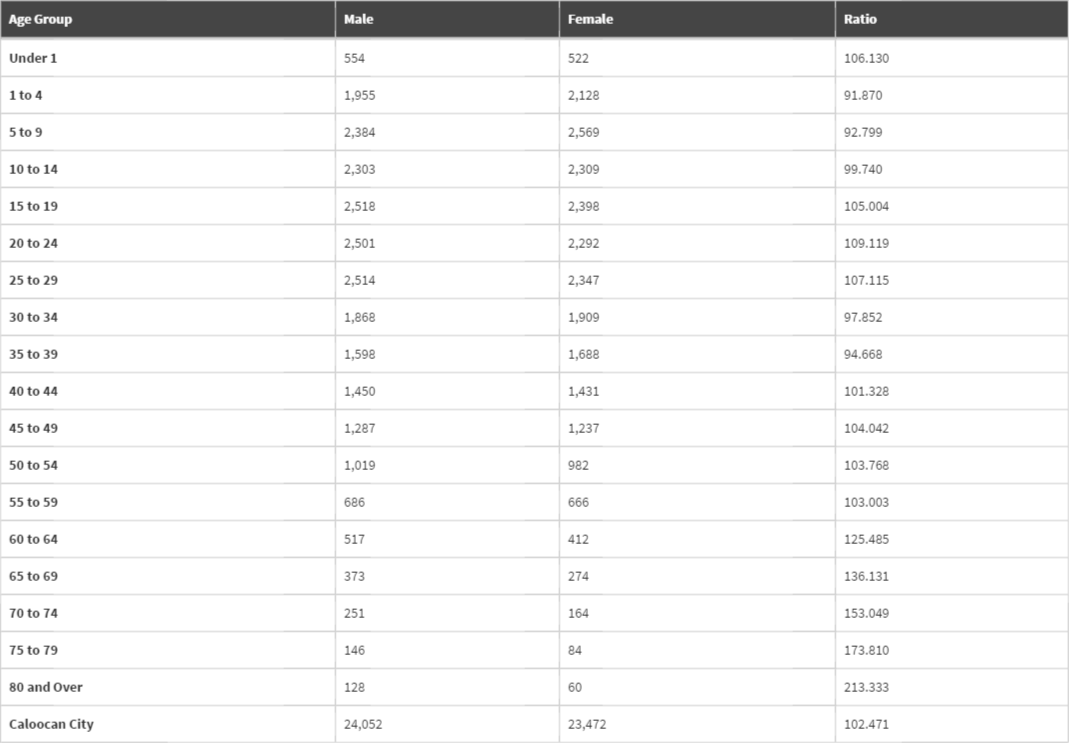 Age Group Male Female Ratio
Under 1 554 522 106.130
1 to 4 1,955 2,128 91.870
5 to 9 2,384 2,569 92.799
10 to 14 2,303 2,309 99.740
15 to 19 2,518 2,398 105.004
20 to 24 2,501 2,292 109.119
25 to 29 2,514 2,347 107.115
30 to 34 1,868 1,909 97.852
35 to 39 1,598 1,688 94.668
40 to 44 1,450 1,431 101.328
45 to 49 1,287 1,237 104.042
50 to 54 1,019 982 103.768
55 to 59 686 666 103.003
60 to 64 517 412 125.485
65 to 69 373 274 136.131
70 to 74 251 164 153.049
75 to 79 146 84 173.810
80 and Over 128 60 213.333
Caloocan City 24,052 23,472 102.471